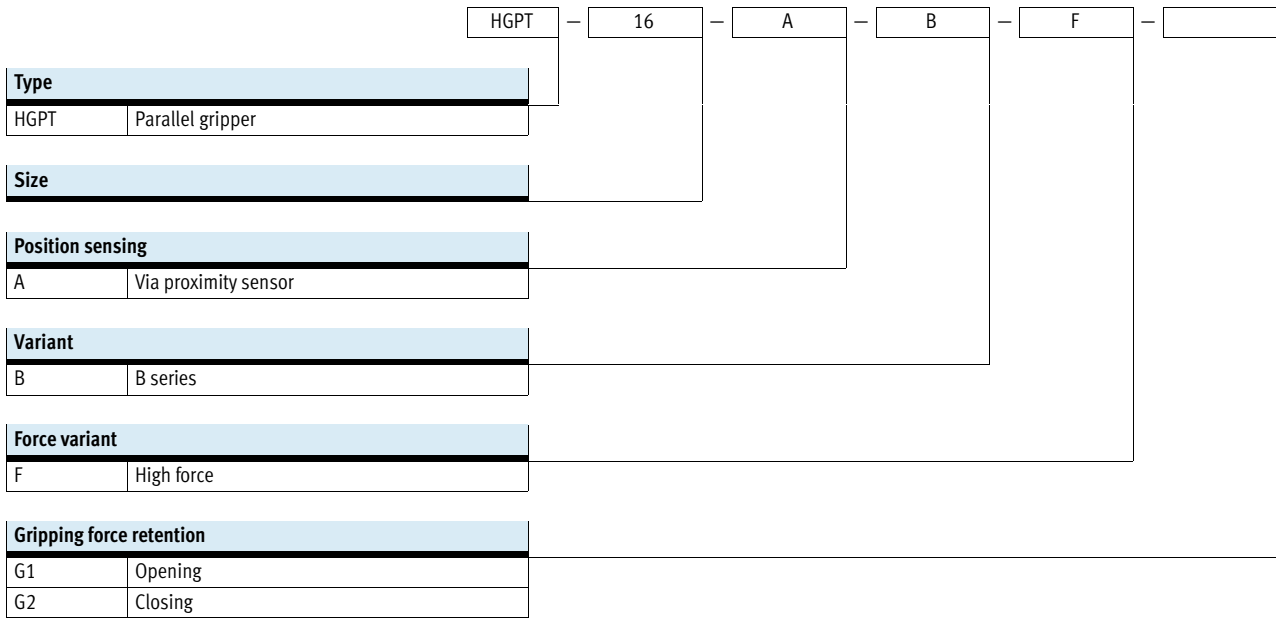 HGPT — 16 — A — B — F —
Type
HGPT Parallel gripper
Size
Position sensing
A Via proximity sensor
Variant
B B series
Force variant
F High force
Gripping force retention
G1 Opening
G2 Closing